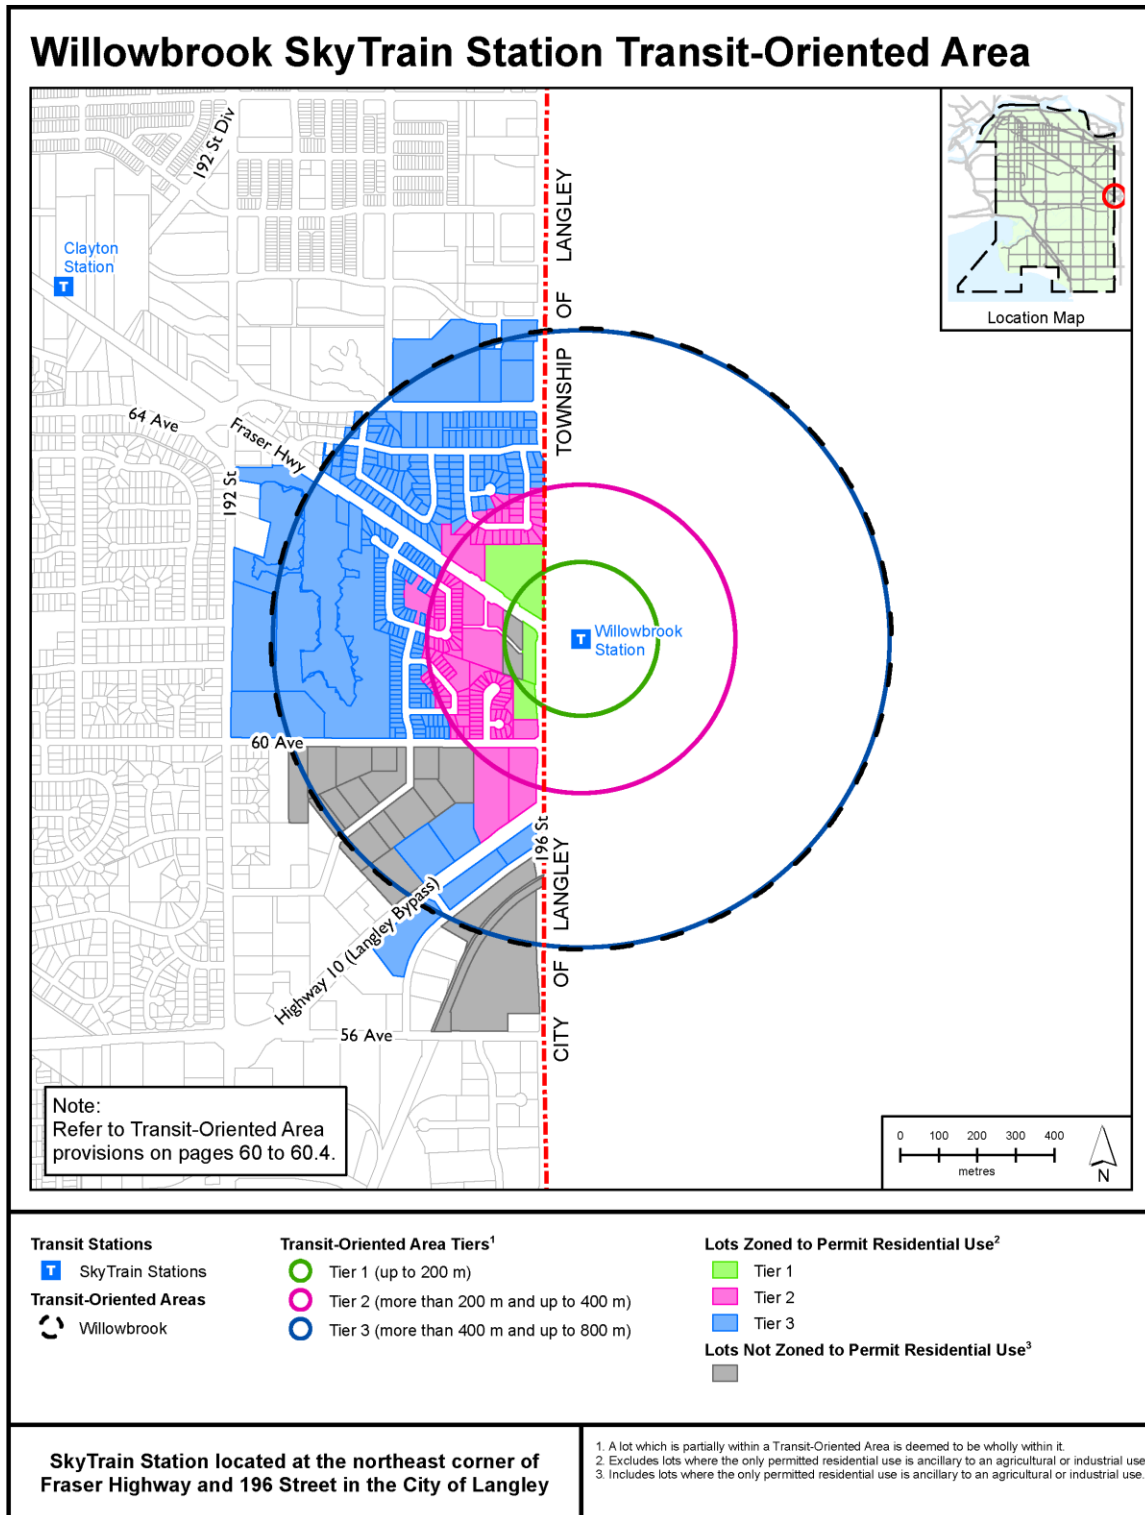 Willowbrook SkyTrain Station Transit-Oriented Area
192 St Div
TOWNSHIP OF LANGLEY
Clayton
Station
T
Location Map
64 Ave
Fraser Hwy
192 St
T
Willowbrook
Station
60 Ave
196 St
Highway 10 (Langley Bypass)
CITY OF LANGLEY
56 Ave
Note:
Refer to Transit-Oriented Area
provisions on pages 60 to 60.4.
0 100 200 300 400
metres
N
Transit Stations
T SkyTrain Stations
Transit-Oriented Areas
Willowbrook
Transit-Oriented Area Tiers¹
Tier 1 (up to 200 m)
Tier 2 (more than 200 m and up to 400 m)
Tier 3 (more than 400 m and up to 800 m)
Lots Zoned to Permit Residential Use²
Tier 1
Tier 2
Tier 3
Lots Not Zoned to Permit Residential Use³
SkyTrain Station located at the northeast corner of
Fraser Highway and 196 Street in the City of Langley
1. A lot which is partially within a Transit-Oriented Area is deemed to be wholly within it.
2. Excludes lots where the only permitted residential use is ancillary to an agricultural or industrial use
3. Includes lots where the only permitted residential use is ancillary to an agricultural or industrial use.